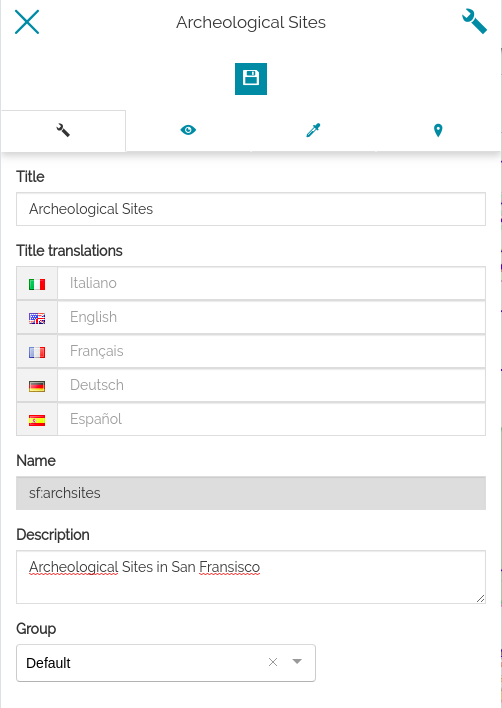 Archeological Sites
Title
Archeological Sites
Title translations
Italiano
English
Français
Deutsch
Español
Name
sf:archsites
Description
Archeological Sites in San Fransisco
Group
Default